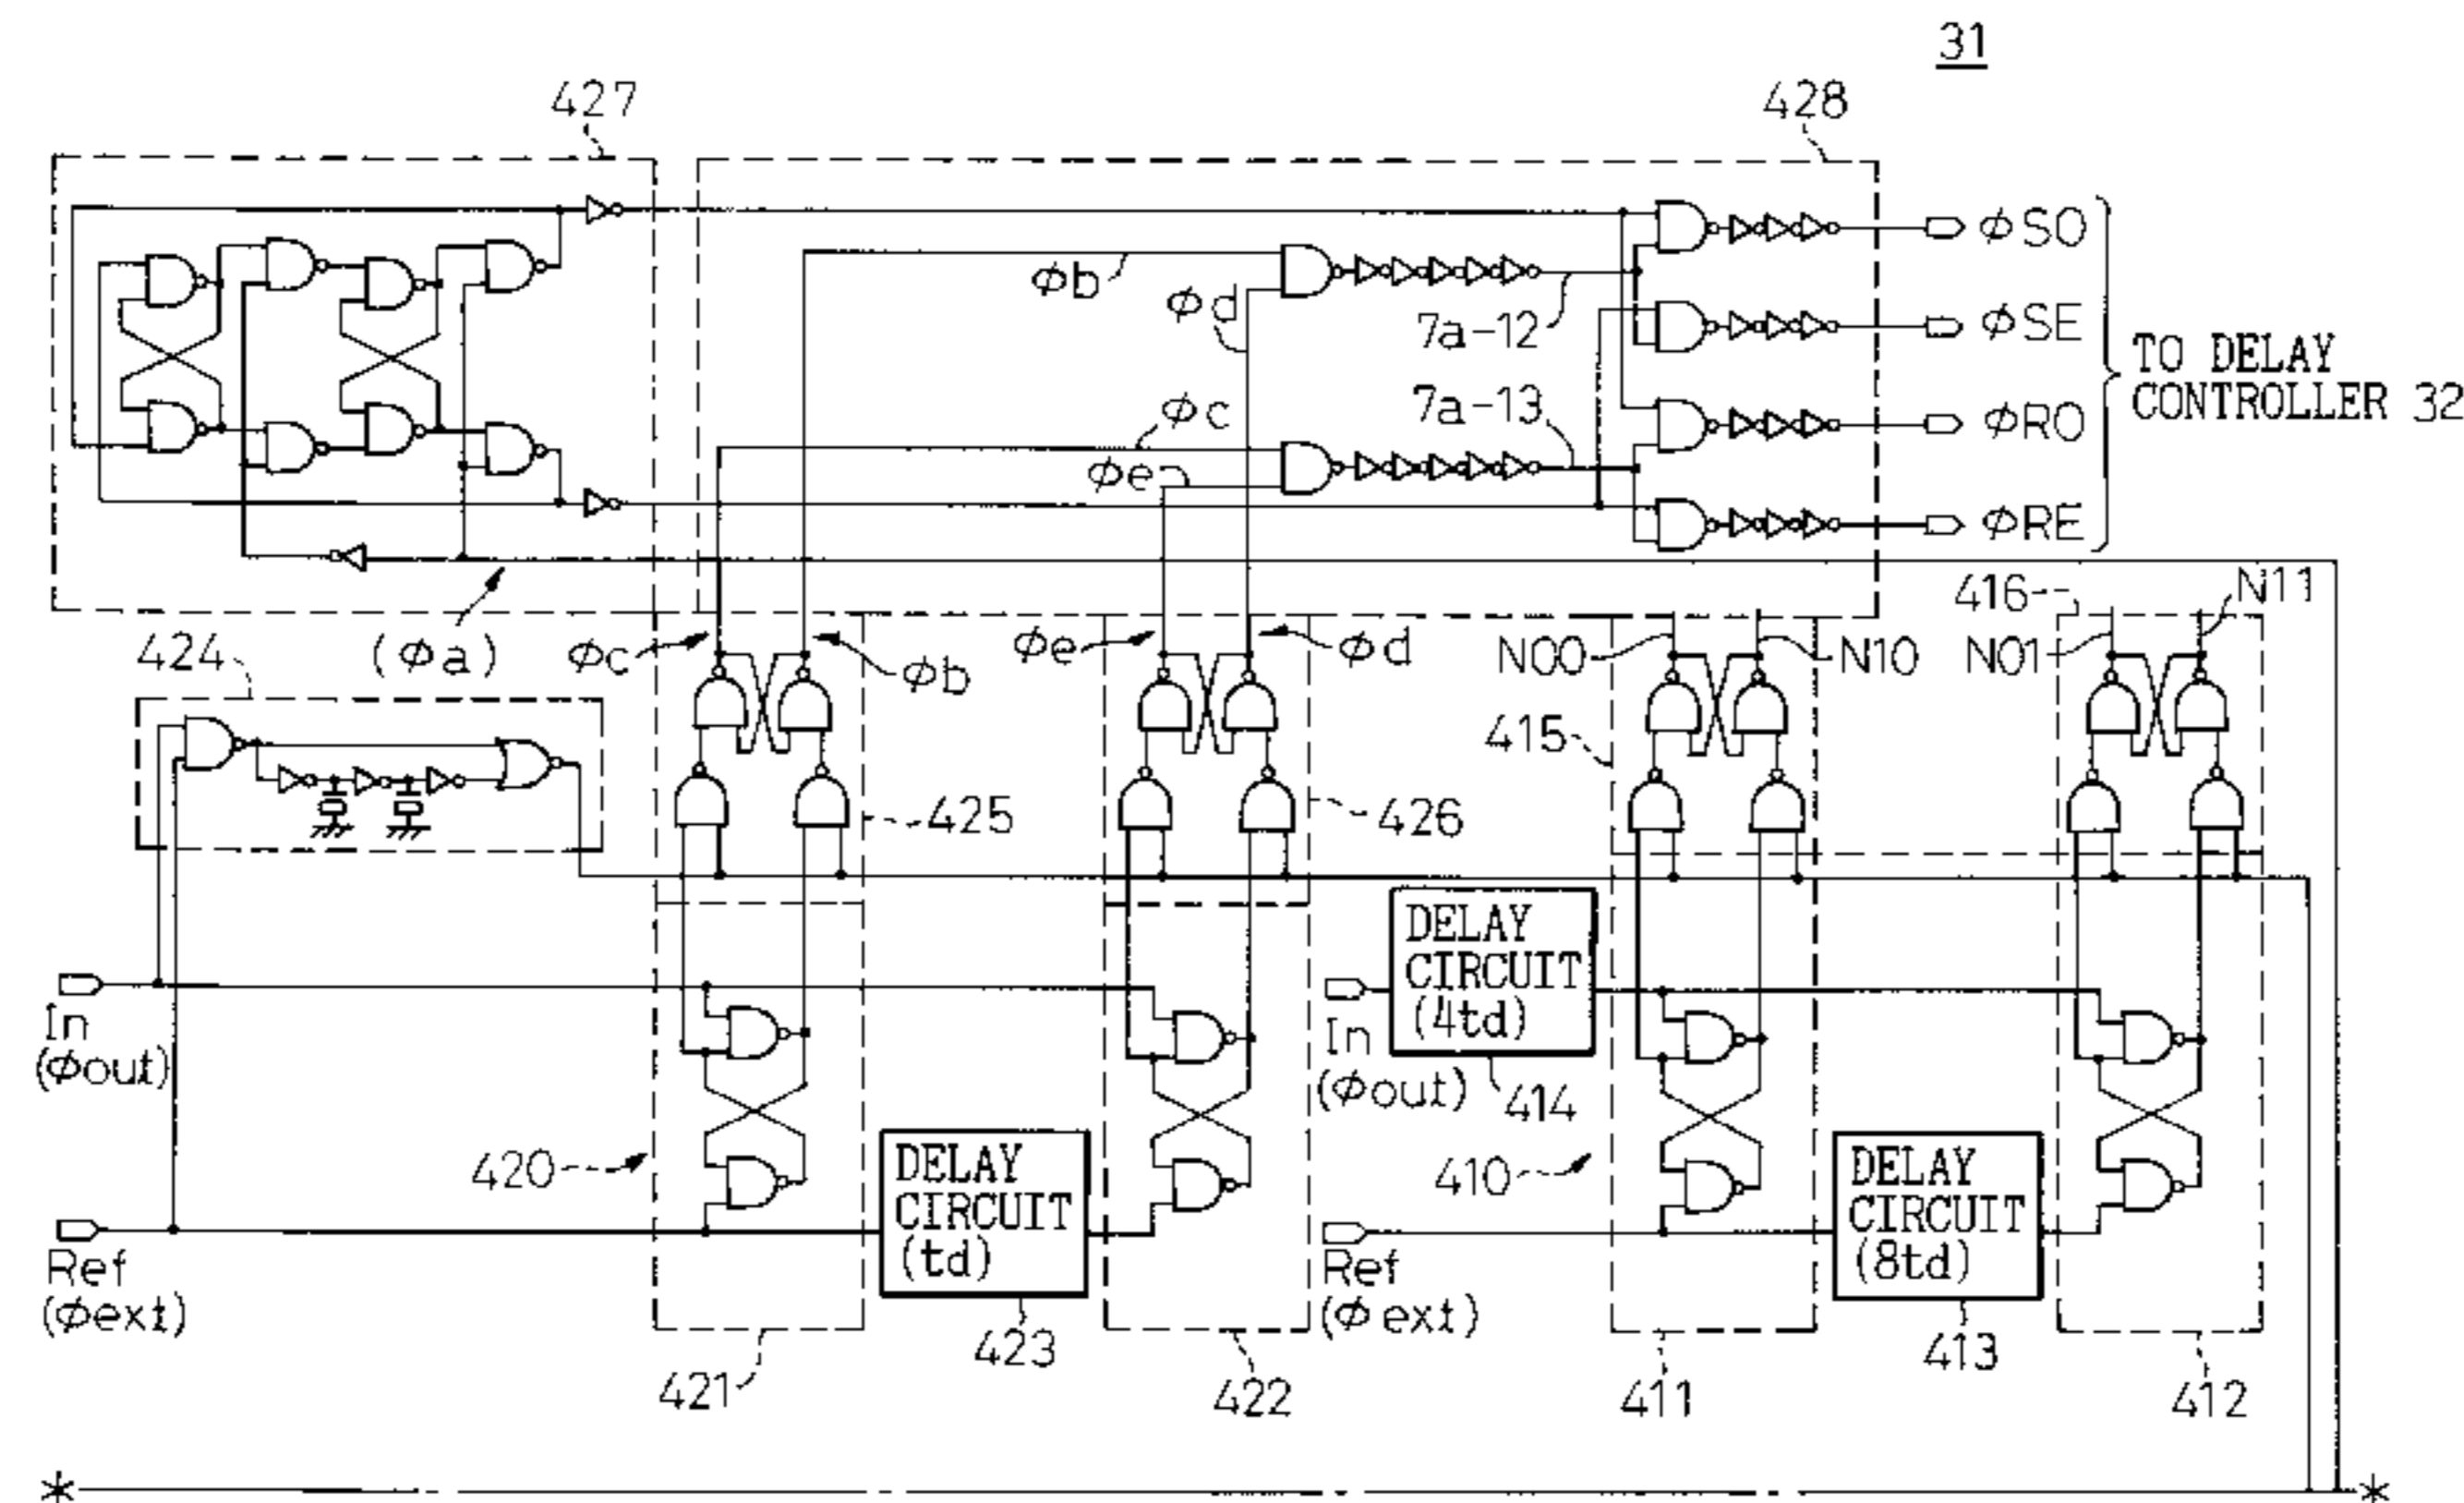 31
427
428
φSO
φb
φd
7a-12
φSE
TO DELAY
CONTROLLER 32
φc
7a-13
φRO
φe
φRE
424
(φa)
φc
φb
φe
φd
N00
N10
416
N01
N11
415
425
426
DELAY
CIRCUIT
(4td)
In
(φout)
In
(φout)
414
420
DELAY
CIRCUIT
(td)
410
DELAY
CIRCUIT
(8td)
Ref
(φext)
Ref
(φext)
423
413
421
422
411
412
* *